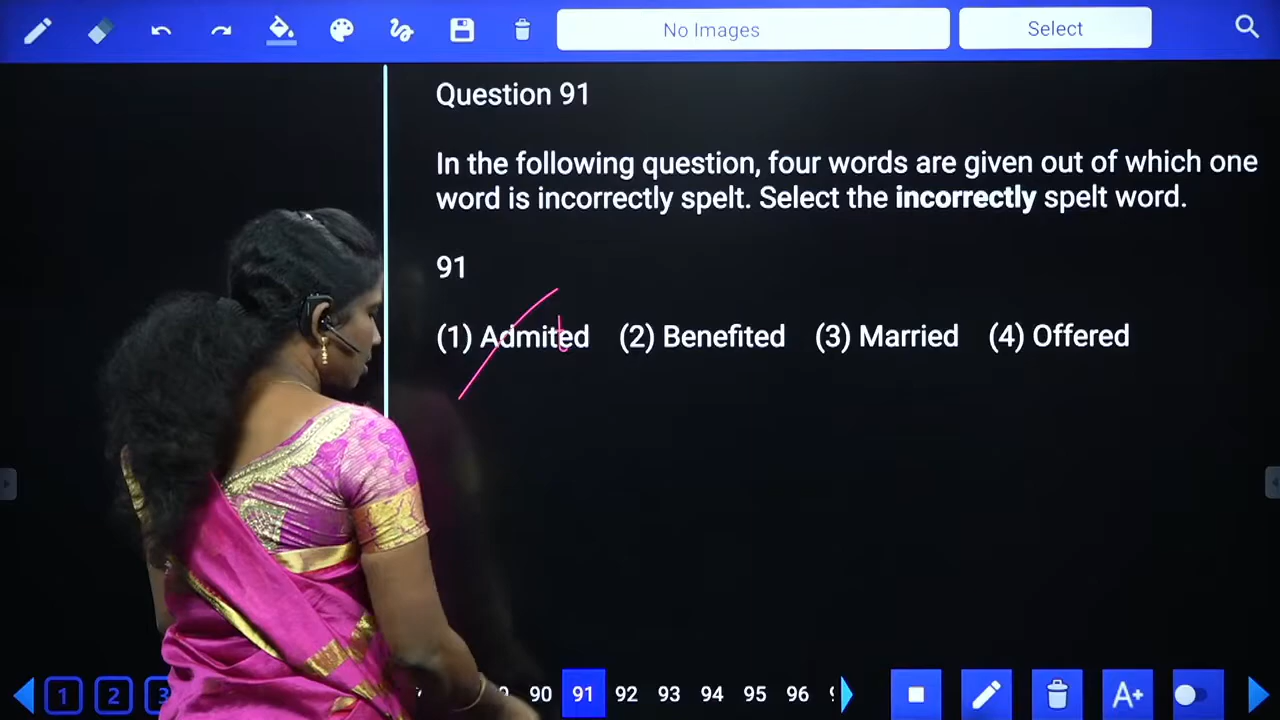 No Images
Select
Question 91
In the following question, four words are given out of which one
word is incorrectly spelt. Select the incorrectly spelt word.
91
(1) Admited (2) Benefited (3) Married (4) Offered
t
1 2 3 90 91 92 93 94 95 96
A+